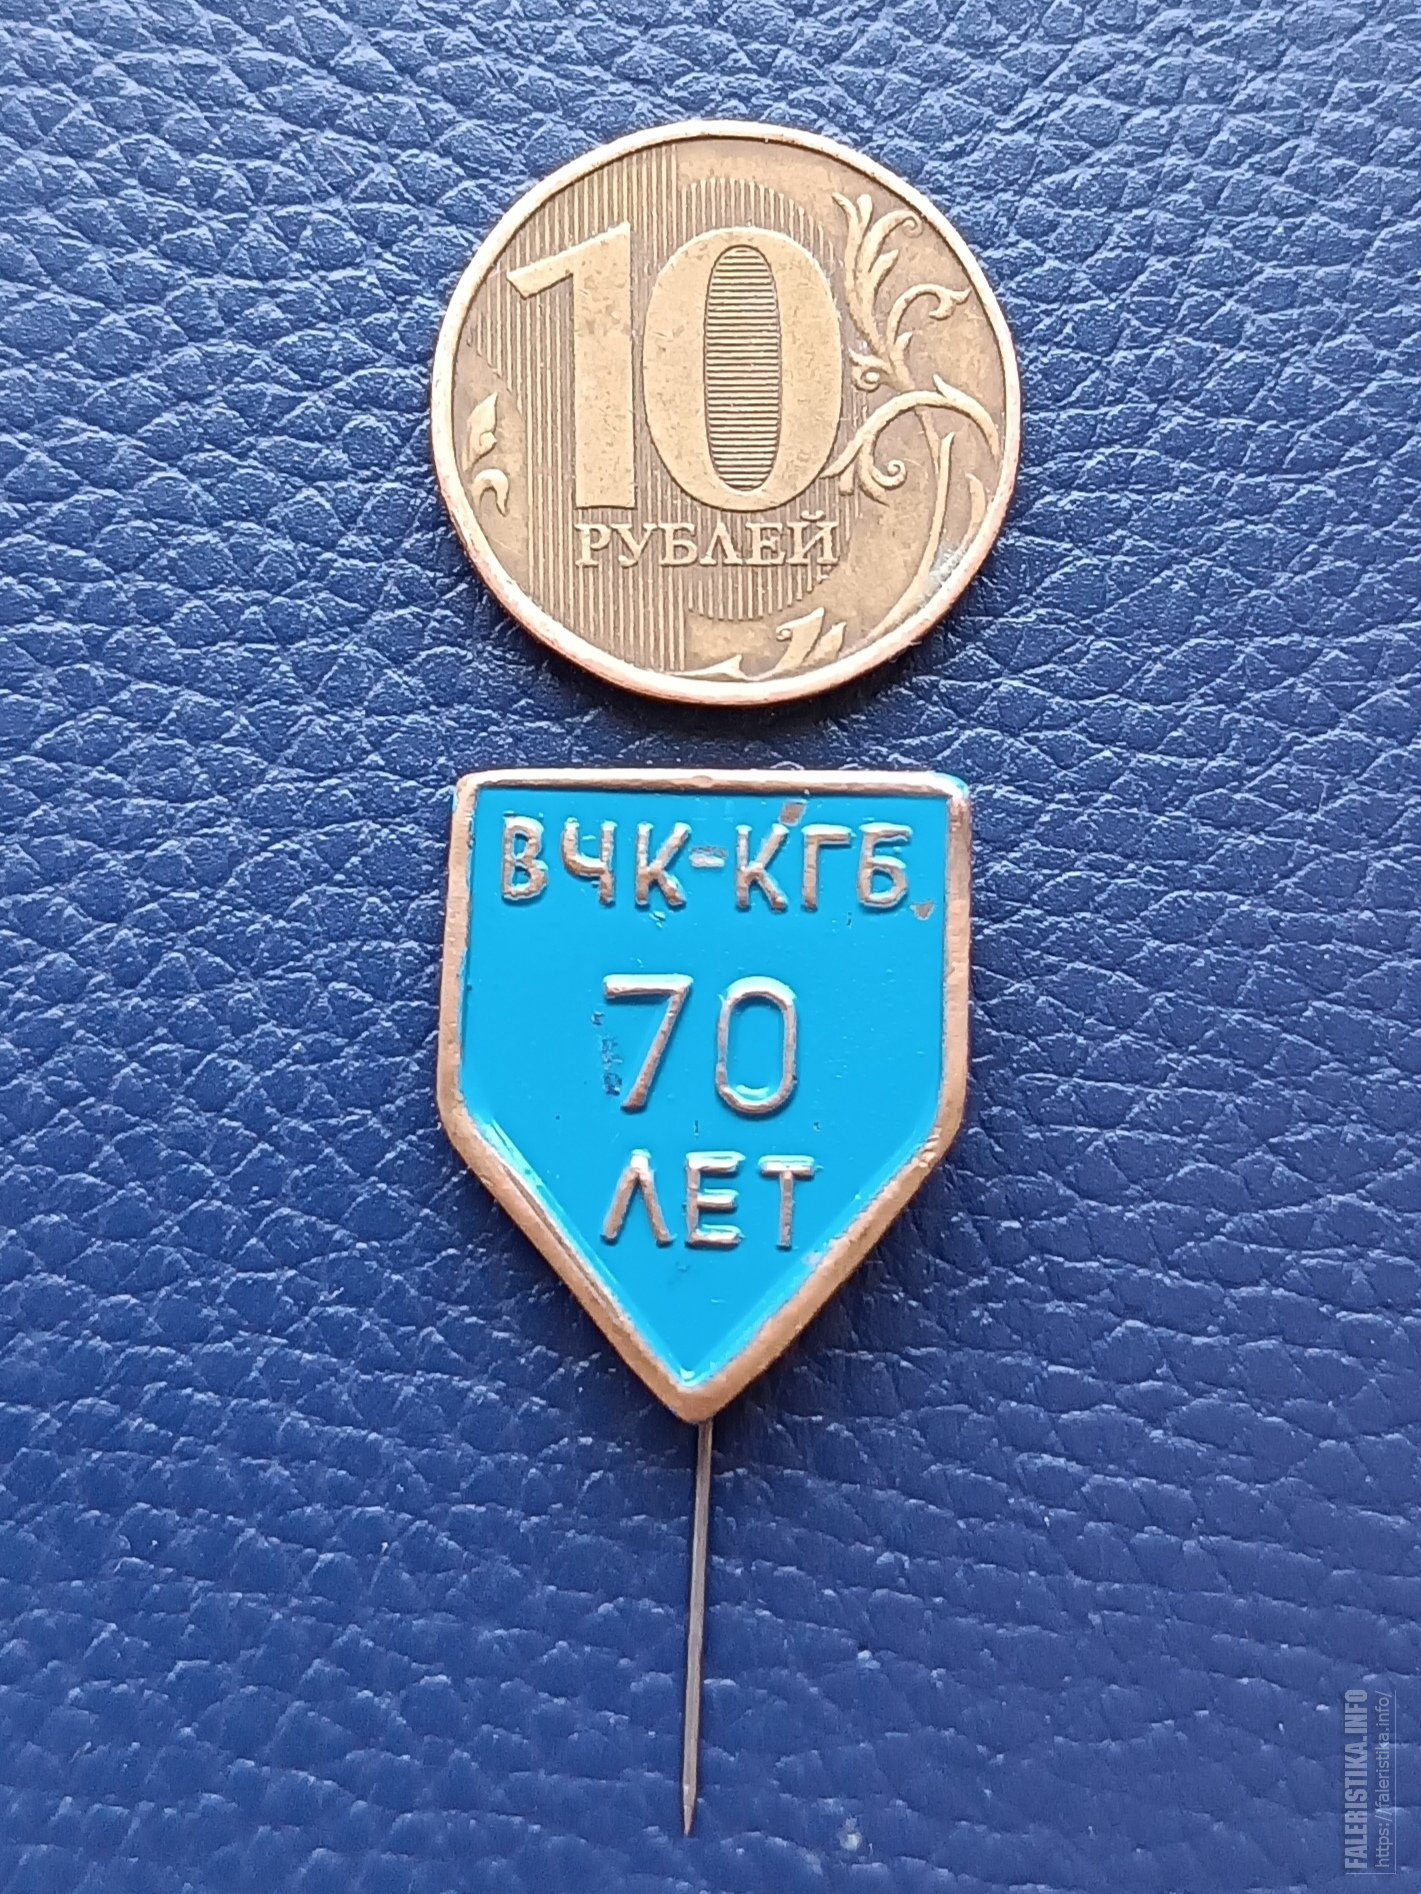 10
РУБЛЕЙ
ВЧК-КГБ
70
ЛЕТ
FALERISTIKA.INFO
https://faleristika.info/